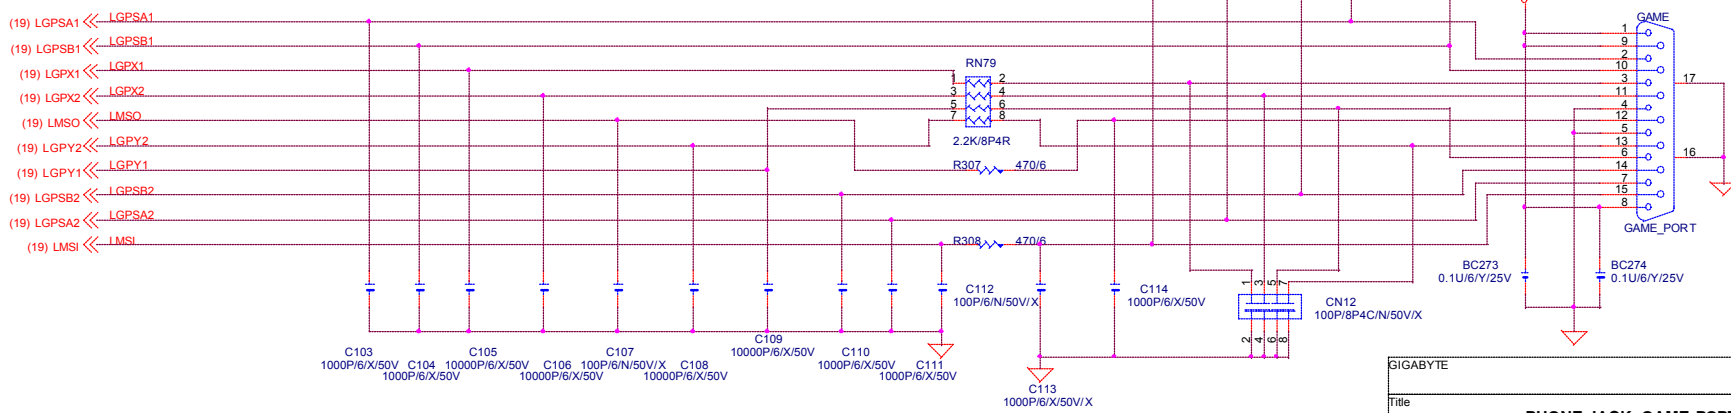 (19) LGPSA1 LGPSA1
(19) LGPSB1 LGPSB1
(19) LGPX1 LGPX1
(19) LGPX2 LGPX2
(19) LMSO LMSO
(19) LGPY2 LGPY2
(19) LGPY1 LGPY1
(19) LGPSB2 LGPSB2
(19) LGPSA2 LGPSA2
(19) LMSI LMSI
RN79
1 2
3 4
5 6
7 8
2.2K/8P4R
R307 470/6
R308 470/6
GAME
1
9
2
10
3
11
4
12
5
13
6
14
7
15
8
17
16
GAME_PORT
BC273
0.1U/6/Y/25V
BC274
0.1U/6/Y/25V
C112
100P/6/N/50V/X
C114
1000P/6/X/50V
1 3 5 7
CN12
100P/8P4C/N/50V/X
2 4 6 8
C103
1000P/6/X/50V
C104
1000P/6/X/50V
C105
10000P/6/X/50V
C106
10000P/6/X/50V
C107
100P/6/N/50V/X
C108
10000P/6/X/50V
C109
10000P/6/X/50V
C110
1000P/6/X/50V
C111
1000P/6/X/50V
C113
1000P/6/X/50V/X
GIGABYTE
Title